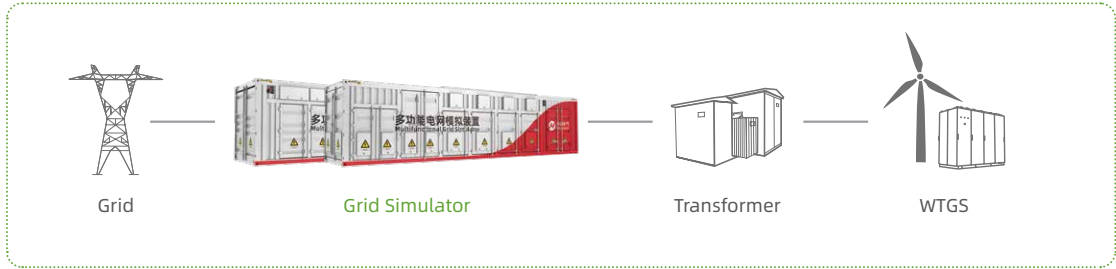 多功能电网模拟装置
Multifunctional Grid Simulator
Grid
Grid Simulator
Transformer
WTGS